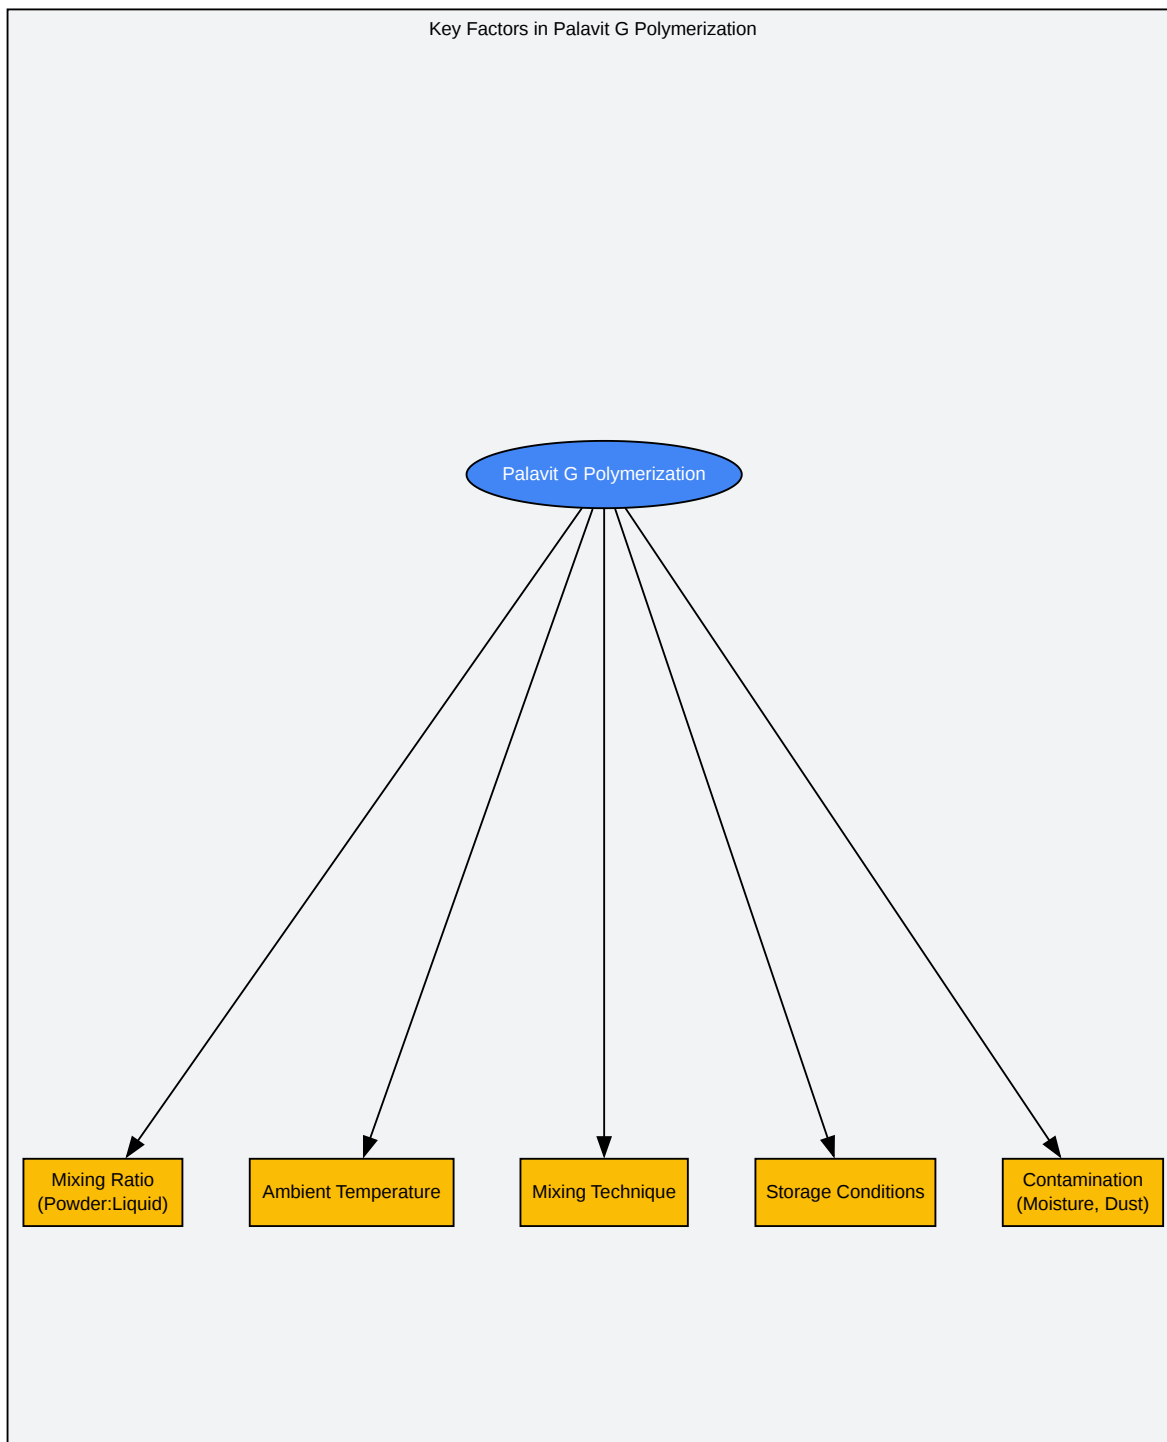 Key Factors in Palavit G Polymerization
Palavit G Polymerization
Mixing Ratio
(Powder:Liquid)
Ambient Temperature
Mixing Technique
Storage Conditions
Contamination
(Moisture, Dust)